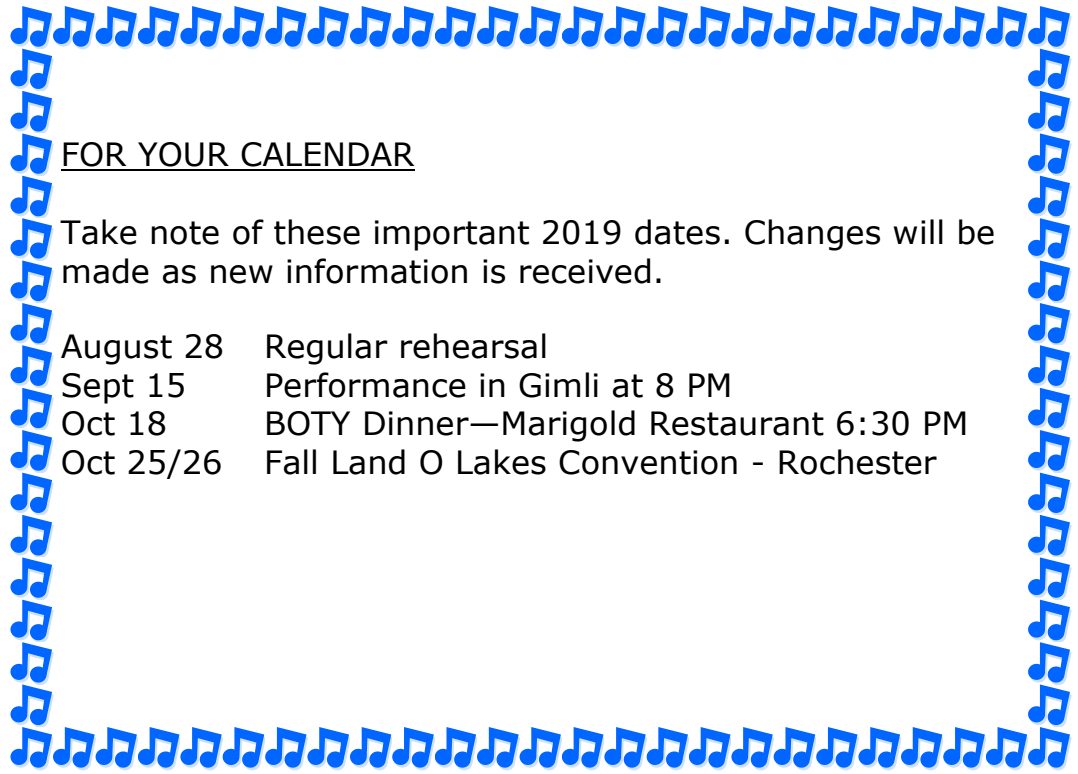 FOR YOUR CALENDAR
Take note of these important 2019 dates. Changes will be
made as new information is received.
August 28 Regular rehearsal
Sept 15 Performance in Gimli at 8 PM
Oct 18 BOTY Dinner—Marigold Restaurant 6:30 PM
Oct 25/26 Fall Land O Lakes Convention - Rochester